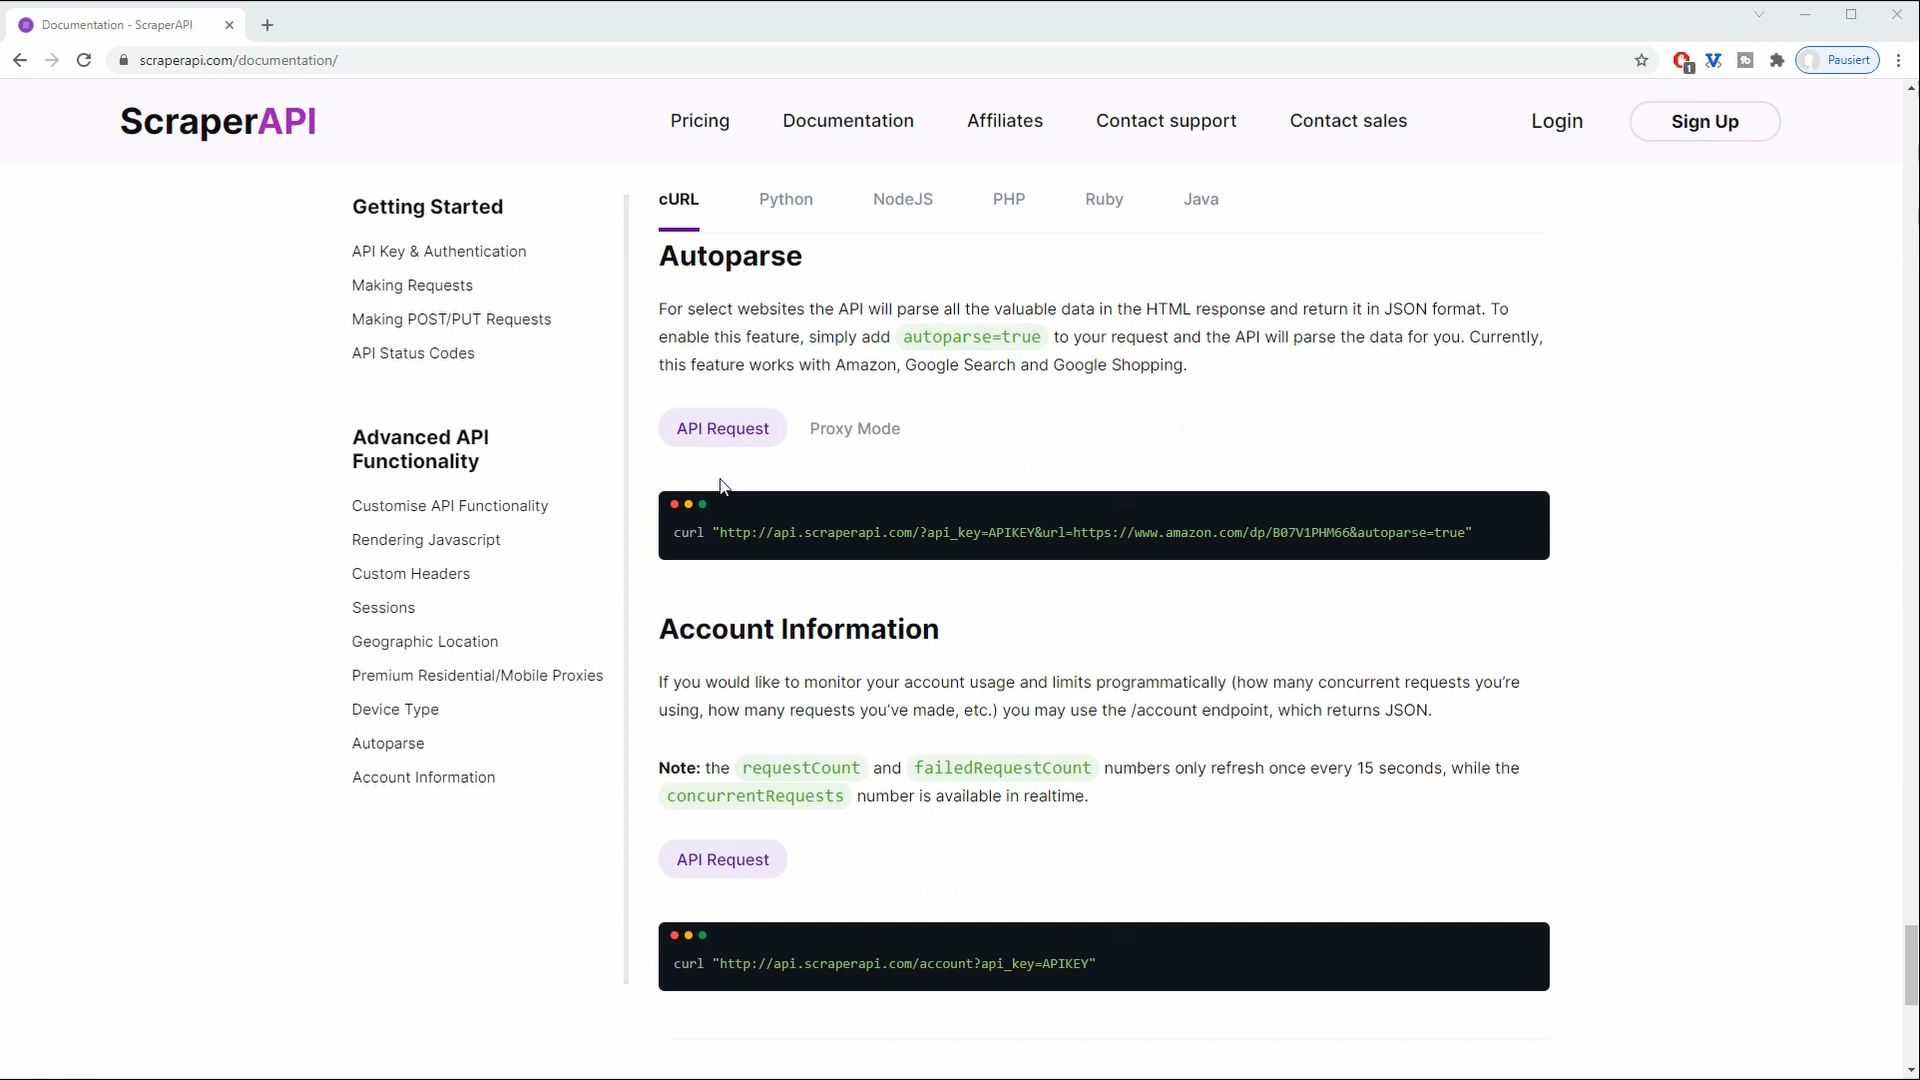 Documentation - ScraperAPI
scraperapi.com/documentation/
1
Pausiert
ScraperAPI
Pricing
Documentation
Affiliates
Contact support
Contact sales
Login
Sign Up
Getting Started
API Key & Authentication
Making Requests
Making POST/PUT Requests
API Status Codes
Advanced API
Functionality
Customise API Functionality
Rendering Javascript
Custom Headers
Sessions
Geographic Location
Premium Residential/Mobile Proxies
Device Type
Autoparse
Account Information
cURL
Python
NodeJS
PHP
Ruby
Java
Autoparse
For select websites the API will parse all the valuable data in the HTML response and return it in JSON format. To
enable this feature, simply add autoparse=true to your request and the API will parse the data for you. Currently,
this feature works with Amazon, Google Search and Google Shopping.
API Request
Proxy Mode
curl "http://api.scraperapi.com/?api_key=APIKEY&url=https://www.amazon.com/dp/B07V1PHM66&autoparse=true"
Account Information
If you would like to monitor your account usage and limits programmatically (how many concurrent requests you’re
using, how many requests you’ve made, etc.) you may use the /account endpoint, which returns JSON.
Note: the requestCount and failedRequestCount numbers only refresh once every 15 seconds, while the
concurrentRequests number is available in realtime.
API Request
curl "http://api.scraperapi.com/account?api_key=APIKEY"